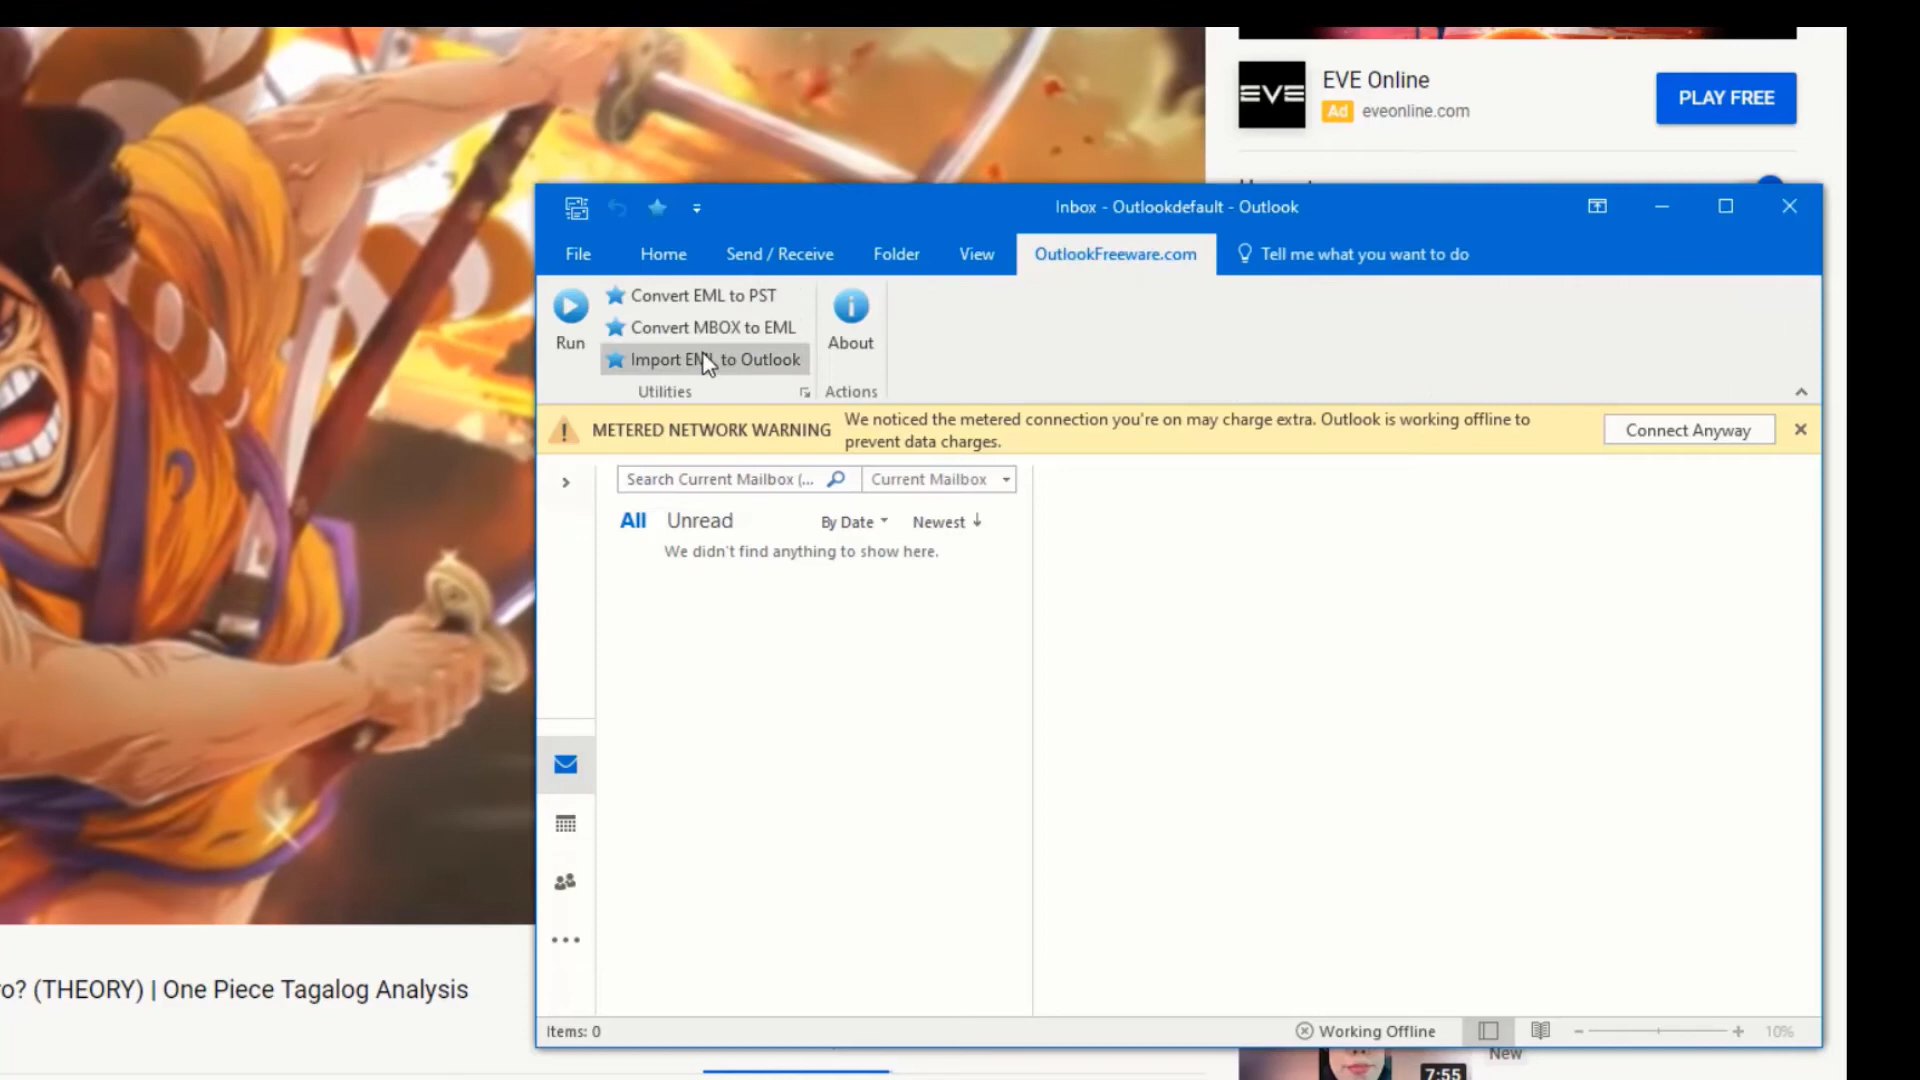 EVE
EVE Online
Ad eveonline.com
PLAY FREE
Inbox - Outlookdefault - Outlook
File Home Send / Receive Folder View OutlookFreeware.com Tell me what you want to do
Run
Convert EML to PST
Convert MBOX to EML
Import EML to Outlook
Utilities
About
Actions
METERED NETWORK WARNING
We noticed the metered connection you're on may charge extra. Outlook is working offline to
prevent data charges.
Connect Anyway
Search Current Mailbox (... Current Mailbox
All Unread By Date Newest
We didn't find anything to show here.
o? (THEORY) | One Piece Tagalog Analysis
Items: 0
Working Offline
10%
New
7:55